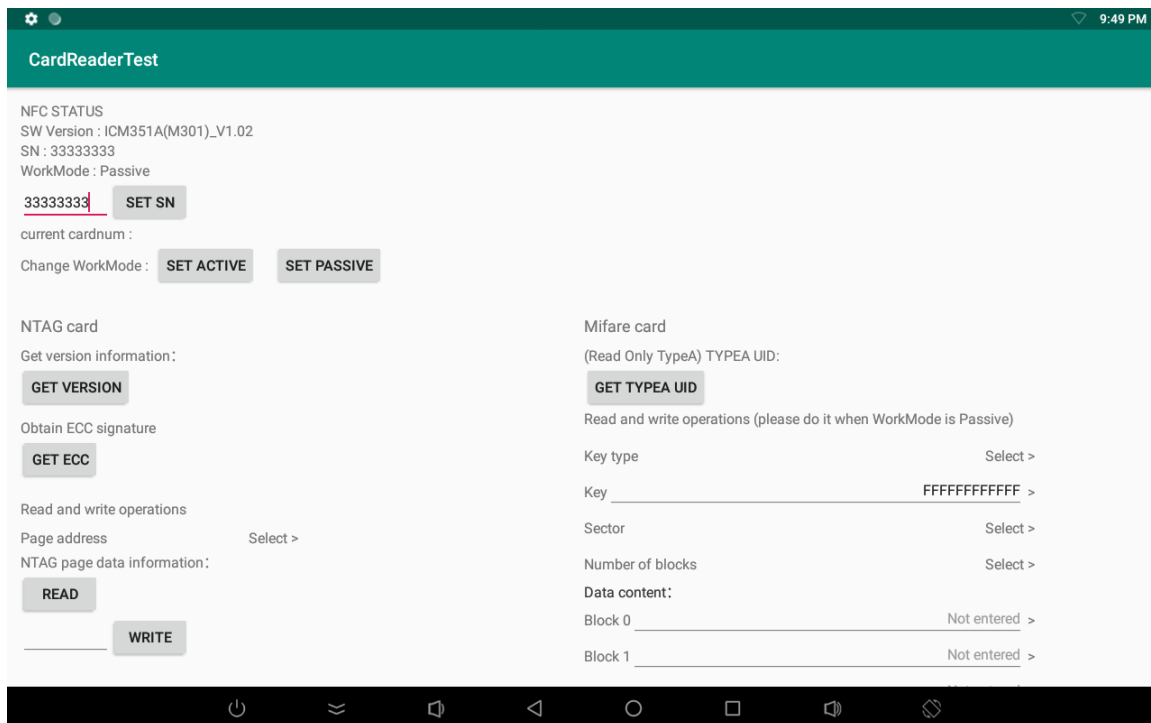 9:49 PM
CardReaderTest
NFC STATUS
SW Version : ICM351A(M301)_V1.02
SN : 33333333
WorkMode : Passive
33333333 SET SN
current cardnum :
Change WorkMode : SET ACTIVE SET PASSIVE
NTAG card
Get version information：
GET VERSION
Obtain ECC signature
GET ECC
Read and write operations
Page address Select >
NTAG page data information：
READ
WRITE
Mifare card
(Read Only TypeA) TYPEA UID:
GET TYPEA UID
Read and write operations (please do it when WorkMode is Passive)
Key type Select >
Key FFFFFFFFFFFF >
Sector Select >
Number of blocks Select >
Data content：
Block 0 Not entered >
Block 1 Not entered >